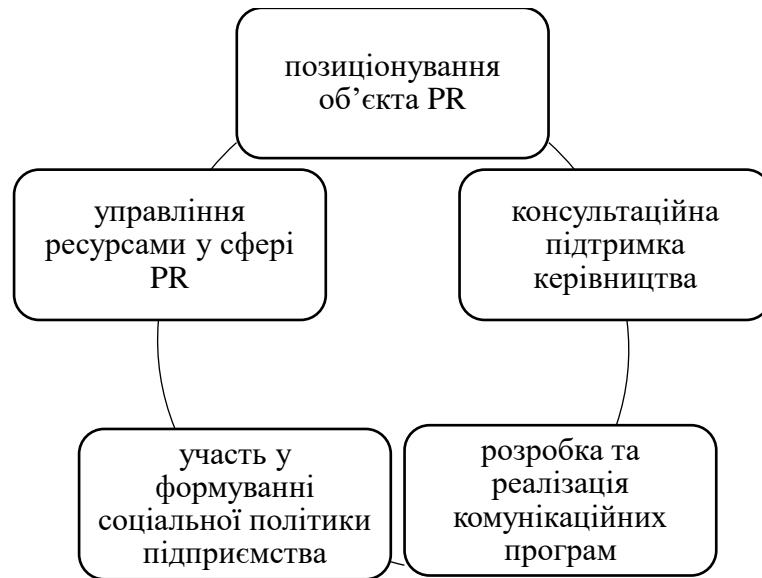 позиціонування
об’єкта PR
управління
ресурсами у сфері
PR
консультаційна
підтримка
керівництва
участь у
формуванні
соціальної політики
підприємства
розробка та
реалізація
комунікаційних
програм